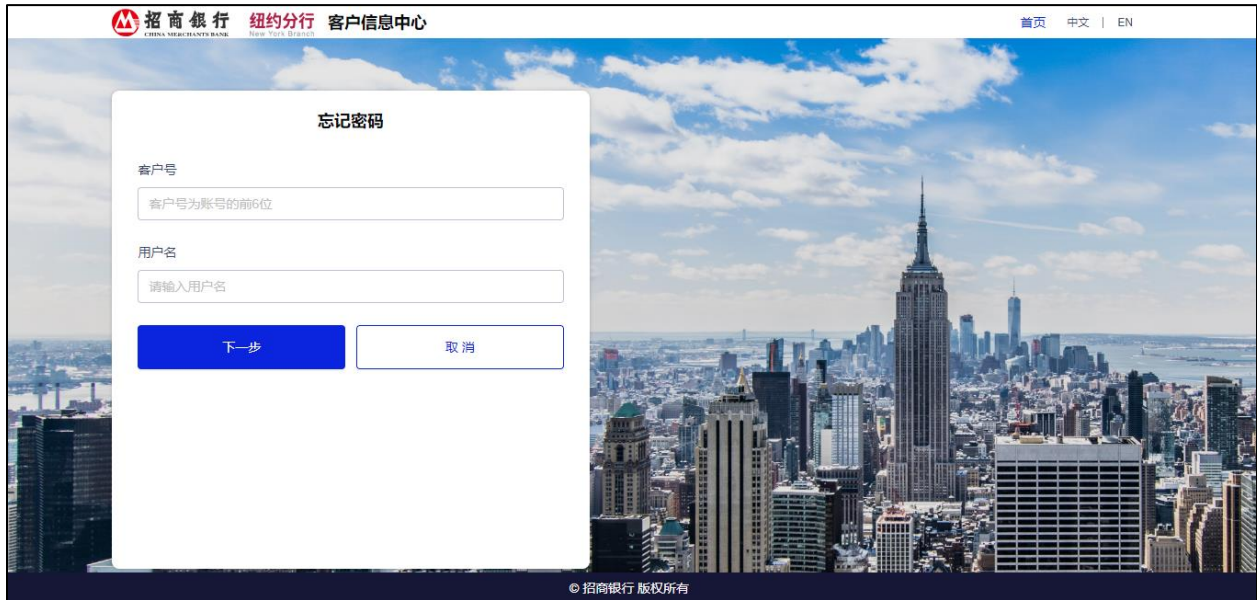 招商银行 纽约分行 客户信息中心 首页 中文 | EN
CHINA MERCHANTS BANK New York Branch
忘记密码
客户号
客户号为账号的前6位
用户名
请输入用户名
下一步 取消
© 招商银行 版权所有